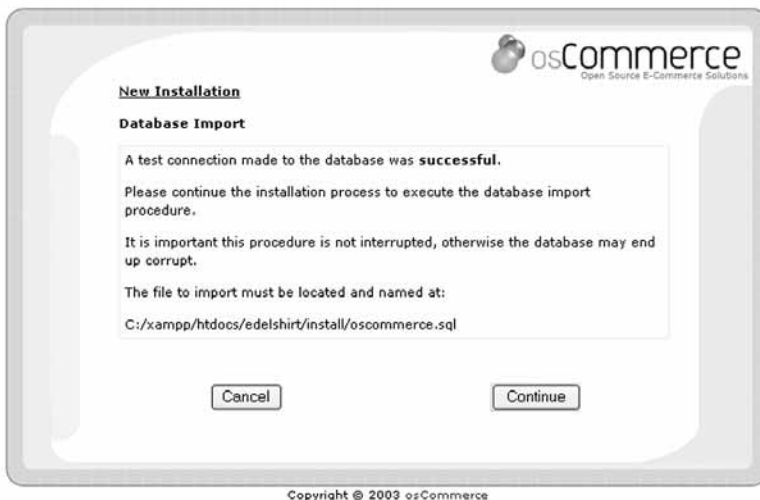 osCommerce
Open Source E-Commerce Solutions
New Installation
Database Import
A test connection made to the database was successful.
Please continue the installation process to execute the database import
procedure.
It is important this procedure is not interrupted, otherwise the database may end
up corrupt.
The file to import must be located and named at:
C:/xampp/htdocs/edelshirt/install/oscommerce.sql
Cancel
Continue
Copyright © 2003 osCommerce